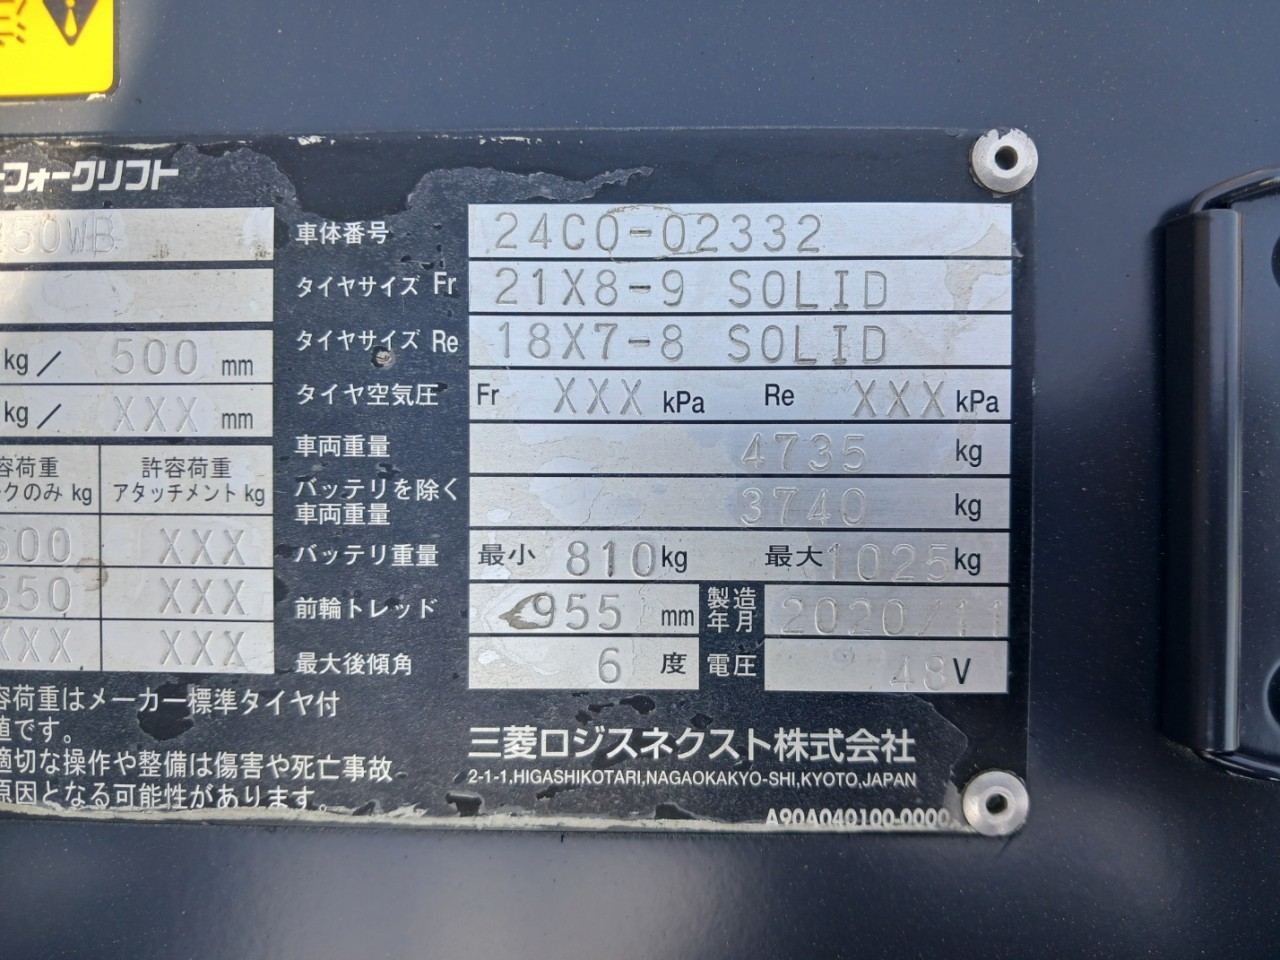 ーフォークリフト
50WB
車体番号 24C0-02332
タイヤサイズ Fr 21X8-9 SOLID
タイヤサイズ Re 18X7-8 SOLID
kg／ 500 mm
タイヤ空気圧 Fr XXX kPa Re XXX kPa
kg／ XXX mm
車両重量 4735 kg
容荷重
クのみ kg
許容荷重
アタッチメント kg
バッテリを除く
車両重量 3740 kg
00 XXX
バッテリ重量 最小 810 kg 最大 1025 kg
550 XXX
前輪トレッド 955 mm 製造年月 2020/11
XXX XXX
最大後傾角 6 度 電圧 48 V
容荷重はメーカー標準タイヤ付
値です。
適切な操作や整備は傷害や死亡事故
原因となる可能性があります。
三菱ロジスネクスト株式会社
2-1-1,HIGASHIKOTARI,NAGAOKAKYO-SHI,KYOTO,JAPAN
A90A040100-0000